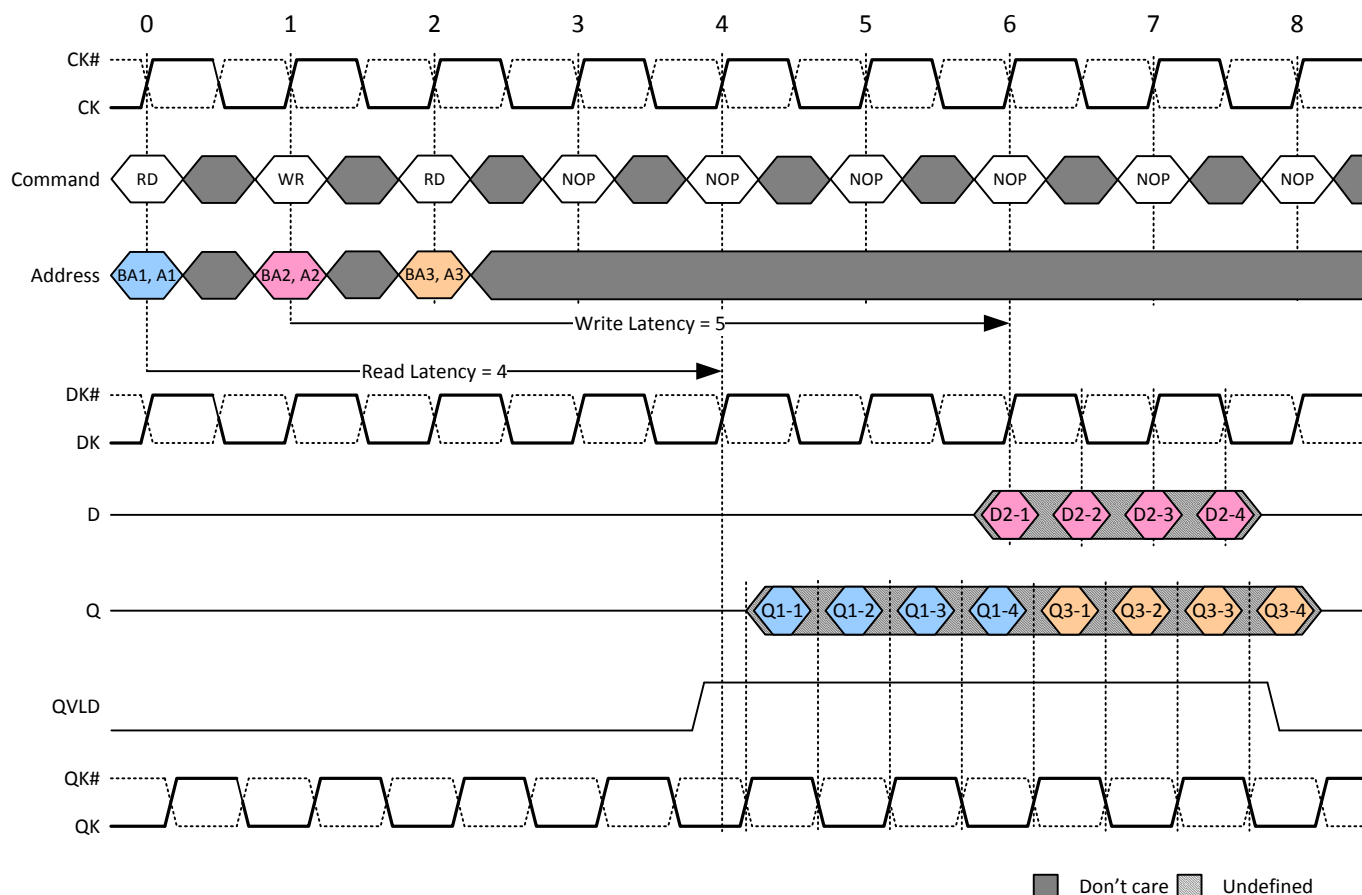 0 1 2 3 4 5 6 7 8
CK#
CK
Command RD WR RD NOP NOP NOP NOP NOP NOP
Address BA1, A1 BA2, A2 BA3, A3
Write Latency = 5
Read Latency = 4
DK#
DK
D D2-1 D2-2 D2-3 D2-4
Q Q1-1 Q1-2 Q1-3 Q1-4 Q3-1 Q3-2 Q3-3 Q3-4
QVLD
QK#
QK
Don't care Undefined